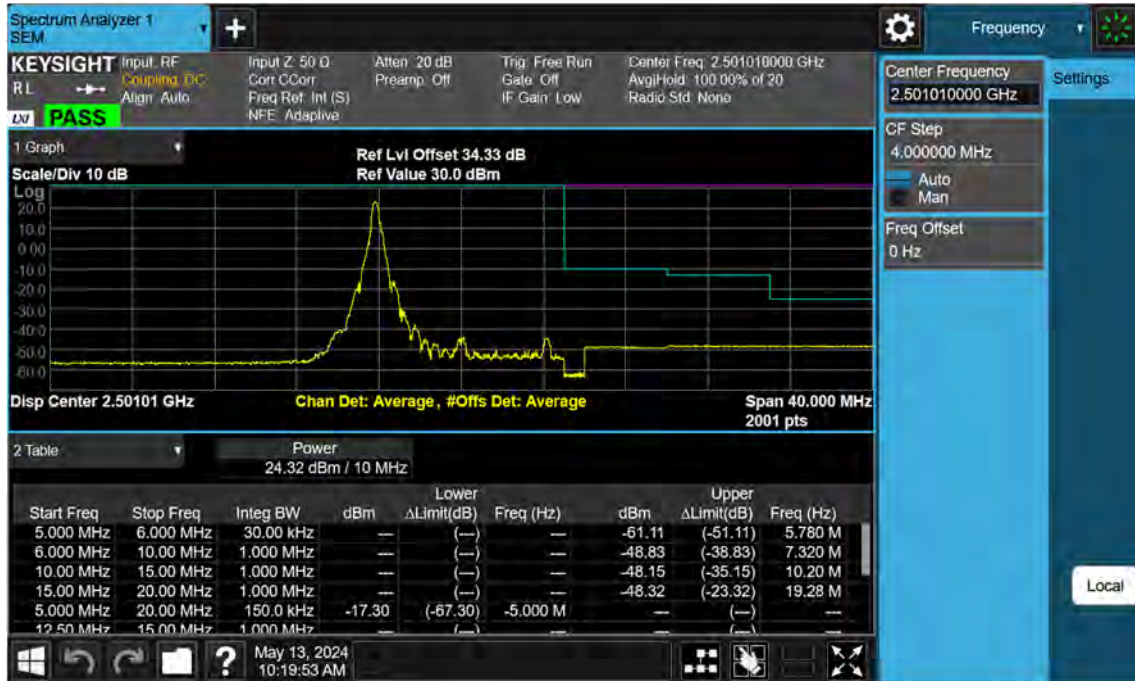 Spectrum Analyzer 1
SEM
Frequency
KEYSIGHT
RL
LXI
PASS
Input: RF
Coupling: DC
Align: Auto
Input Z: 50 Ω
Corr CCorr
Freq Ref: Int (S)
NFE: Adaptive
Atten: 20 dB
Preamp: Off
Trig: Free Run
Gate: Off
IF Gain: Low
Center Freq: 2.501010000 GHz
Avg|Hold: 100.00% of 20
Radio Std: None
Center Frequency
2.501010000 GHz
Settings
CF Step
4.000000 MHz
Auto
Man
Freq Offset
0 Hz
Local
1 Graph
Scale/Div 10 dB
Ref Lvl Offset 34.33 dB
Ref Value 30.0 dBm
Log
20.0
10.0
0.00
-10.0
-20.0
-30.0
-40.0
-50.0
-60.0
Disp Center 2.50101 GHz
Chan Det: Average, #Offs Det: Average
Span 40.000 MHz
2001 pts
2 Table
Power
24.32 dBm / 10 MHz
Lower Upper
Start Freq Stop Freq Integ BW dBm ΔLimit(dB) Freq (Hz) dBm ΔLimit(dB) Freq (Hz)
5.000 MHz 6.000 MHz 30.00 kHz --- (---) --- -61.11 (-51.11) 5.780 M
6.000 MHz 10.00 MHz 1.000 MHz --- (---) --- -48.83 (-38.83) 7.320 M
10.00 MHz 15.00 MHz 1.000 MHz --- (---) --- -48.15 (-35.15) 10.20 M
15.00 MHz 20.00 MHz 1.000 MHz --- (---) --- -48.32 (-23.32) 19.28 M
5.000 MHz 20.00 MHz 150.0 kHz -17.30 (-67.30) -5.000 M --- (---) ---
12.50 MHz 15.00 MHz 1.000 MHz --- (---) --- --- (---) ---
?
May 13, 2024
10:19:53 AM